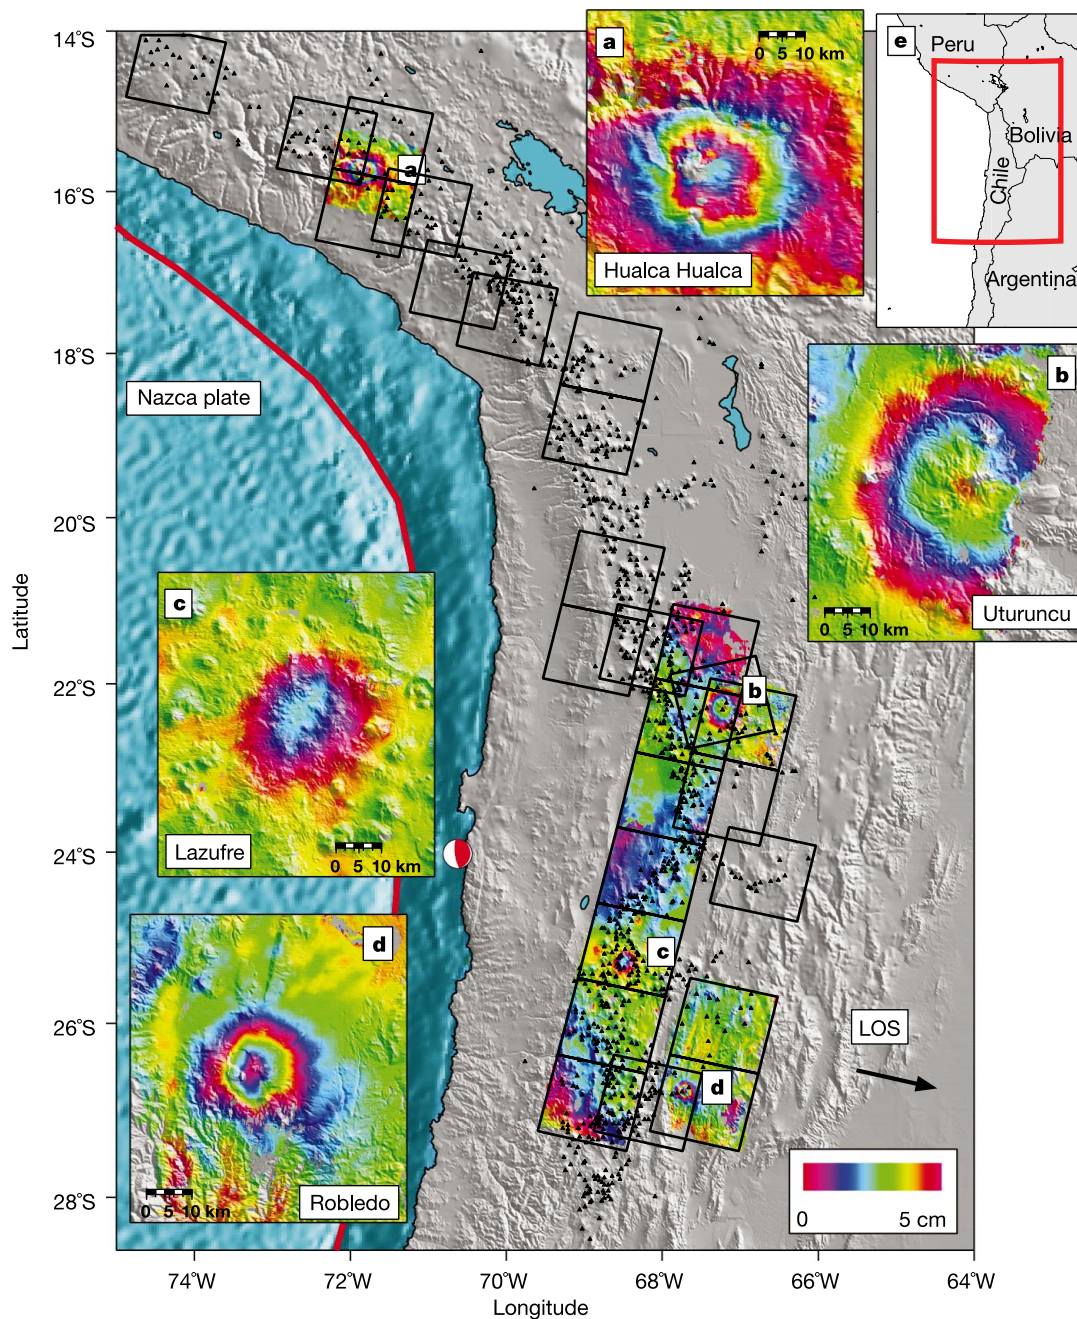 14°S
16°S
18°S
20°S
22°S
24°S
26°S
28°S
Latitude
74°W
72°W
70°W
68°W
66°W
64°W
Longitude
Nazca plate
a
b
c
d
LOS
0 5 cm
a
0 5 10 km
Hualca Hualca
e
Peru
Bolivia
Chile
Argentina
b
0 5 10 km
Uturuncu
c
Lazufre
0 5 10 km
d
0 5 10 km
Robledo